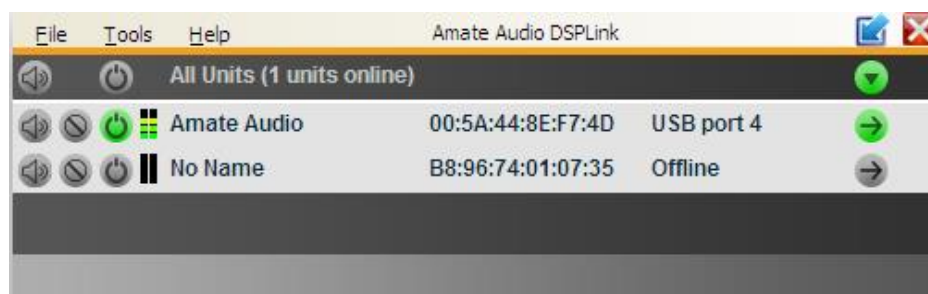 File Tools Help Amate Audio DSPLink
All Units (1 units online)
Amate Audio 00:5A:44:8E:F7:4D USB port 4
No Name B8:96:74:01:07:35 Offline